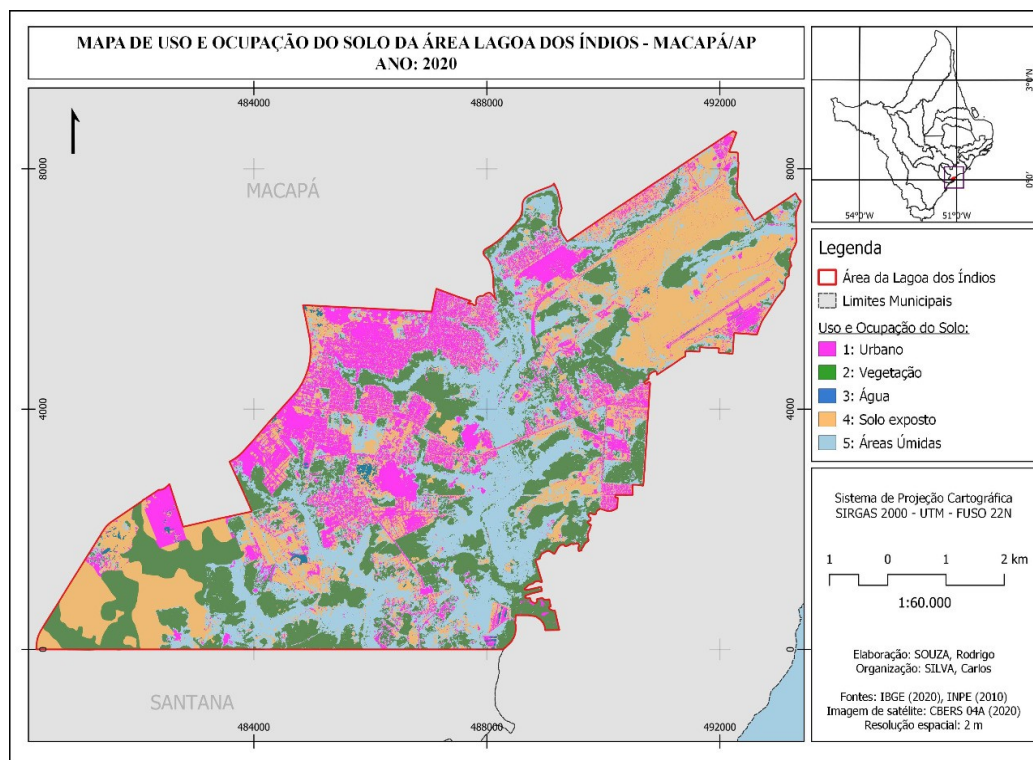 MAPA DE USO E OCUPAÇÃO DO SOLO DA ÁREA LAGOA DOS ÍNDIOS - MACAPÁ/AP
ANO: 2020
484000
488000
492000
8000
8000
MACAPÁ
4000
4000
0
0
SANTANA
484000
488000
492000
3°0'N
0°0'
54°0'W
51°0'W
Legenda
Área da Lagoa dos Índios
Limites Municipais
Uso e Ocupação do Solo:
1: Urbano
2: Vegetação
3: Água
4: Solo exposto
5: Áreas Úmidas
Sistema de Projeção Cartográfica
SIRGAS 2000 - UTM - FUSO 22N
1 0 1 2 km
1:60.000
Elaboração: SOUZA, Rodrigo
Organização: SILVA, Carlos
Fontes: IBGE (2020), INPE (2010)
Imagem de satélite: CBERS 04A (2020)
Resolução espacial: 2 m